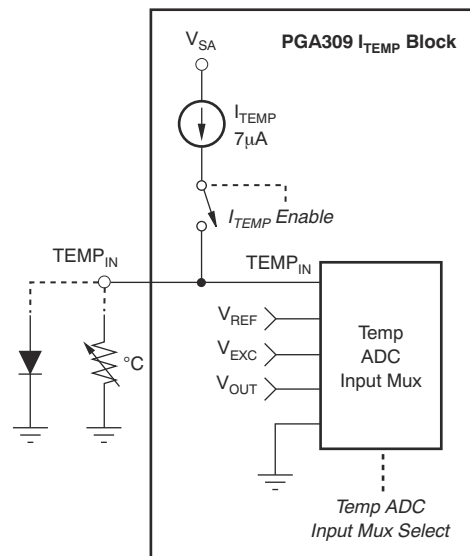 PGA309 I_TEMP Block
V_SA
I_TEMP
7μA
I_TEMP Enable
TEMP_IN
TEMP_IN
°C
V_REF
V_EXC
V_OUT
Temp
ADC
Input Mux
Temp ADC
Input Mux Select